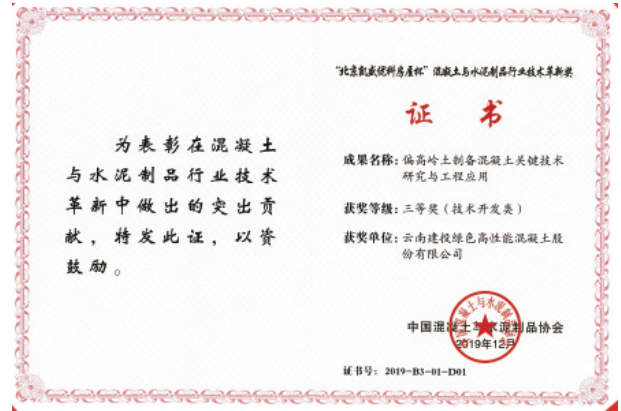 为表彰在混凝土
与水泥制品行业技术
革新中做出的突出贡
献，特发此证，以资
鼓励。
“北京凯威优科房屋杯”混凝土与水泥制品行业技术革新奖
证书
成果名称：偏高岭土制备混凝土关键技术
研究与工程应用
获奖等级：三等奖（技术开发类）
获奖单位：云南建投绿色高性能混凝土股
份有限公司
中国混凝土与水泥制品协会
2019年12月
证书号：2019-B3-01-D01